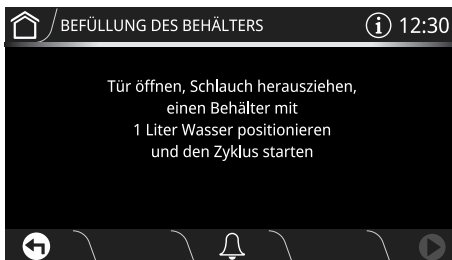 BEFÜLLUNG DES BEHÄLTERS
i 12:30
Tür öffnen, Schlauch herausziehen,
einen Behälter mit
1 Liter Wasser positionieren
und den Zyklus starten